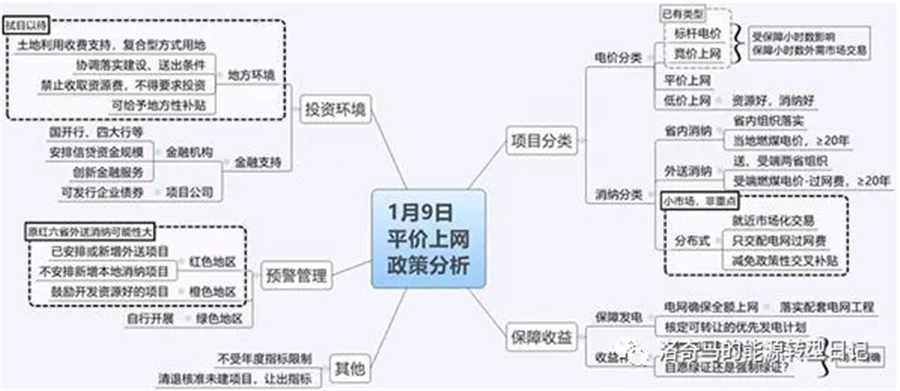 1月9日
平价上网
政策分析
投资环境
拭目以待
土地利用收费支持，复合型方式用地
协调落实建设、送出条件
禁止收取资源费，不得要求投资
可给予地方性补贴
地方环境
国开行、四大行等
安排信贷资金规模
创新金融服务
金融机构
可发行企业债券
项目公司
金融支持
预警管理
原红六省外送消纳可能性大
已安排或新增外送项目
不安排新增本地消纳项目
红色地区
鼓励开发资源好的项目
橙色地区
自行开展
绿色地区
其他
不受年度指标限制
清退核准未建项目，让出指标
项目分类
电价分类
已有类型
标杆电价
竞价上网
受保障小时数影响
保障小时数外需市场交易
平价上网
低价上网
资源好，消纳好
消纳分类
省内消纳
省内组织落实
当地燃煤电价，≥20年
外送消纳
送、受端两省组织
受端燃煤电价-过网费，≥20年
小市场，非重点
分布式
就近市场化交易
只交配电网过网费
减免政策性交叉补贴
保障收益
保障发电
电网确保全额上网
落实配套电网工程
核定可转让的优先发电计划
收益
自愿绿证还是强制绿证？
确
洛奇马的能源转型日记